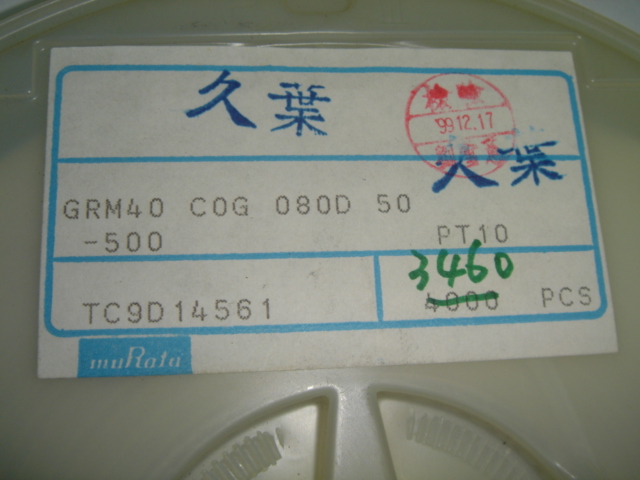 久葉
99.12.17
久葉
GRM40 COG 080D 50
-500 PT10
3460
4000 PCS
TC9D14561
muRata